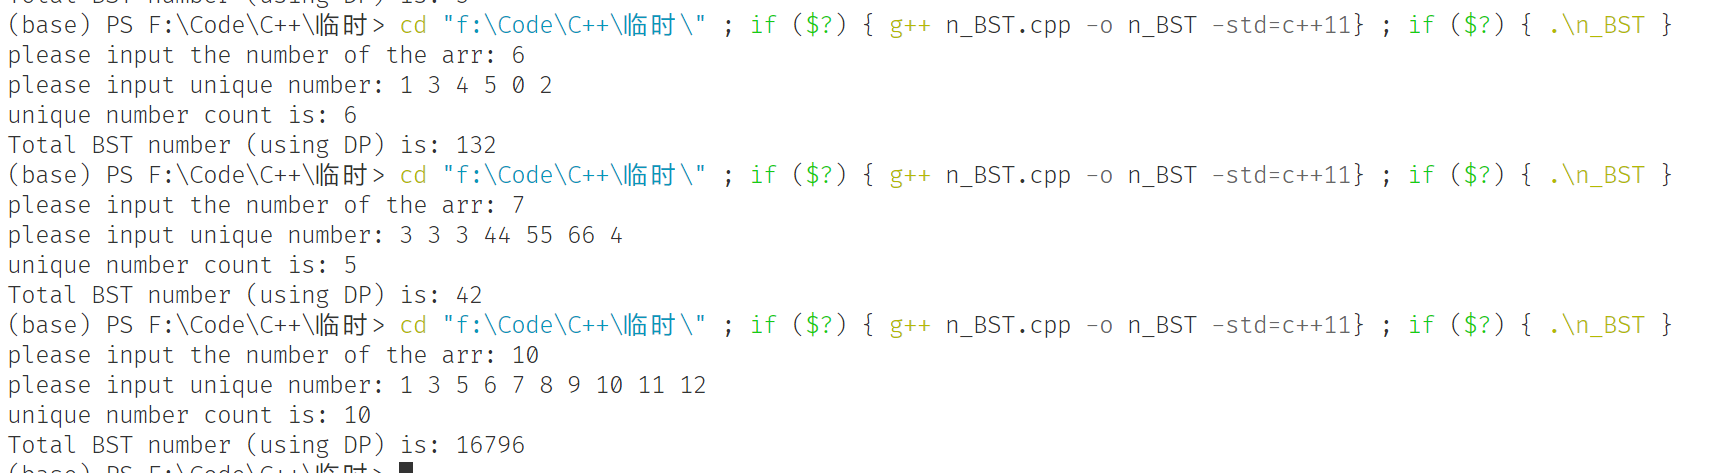 Total BST number (using DP) is: 5
(base) PS F:\Code\C++\临时> cd "f:\Code\C++\临时\" ; if ($?) { g++ n_BST.cpp -o n_BST -std=c++11} ; if ($?) { .\n_BST }
please input the number of the arr: 6
please input unique number: 1 3 4 5 0 2
unique number count is: 6
Total BST number (using DP) is: 132
(base) PS F:\Code\C++\临时> cd "f:\Code\C++\临时\" ; if ($?) { g++ n_BST.cpp -o n_BST -std=c++11} ; if ($?) { .\n_BST }
please input the number of the arr: 7
please input unique number: 3 3 3 44 55 66 4
unique number count is: 5
Total BST number (using DP) is: 42
(base) PS F:\Code\C++\临时> cd "f:\Code\C++\临时\" ; if ($?) { g++ n_BST.cpp -o n_BST -std=c++11} ; if ($?) { .\n_BST }
please input the number of the arr: 10
please input unique number: 1 3 5 6 7 8 9 10 11 12
unique number count is: 10
Total BST number (using DP) is: 16796
(base) PS F:\Code\C++\临时>